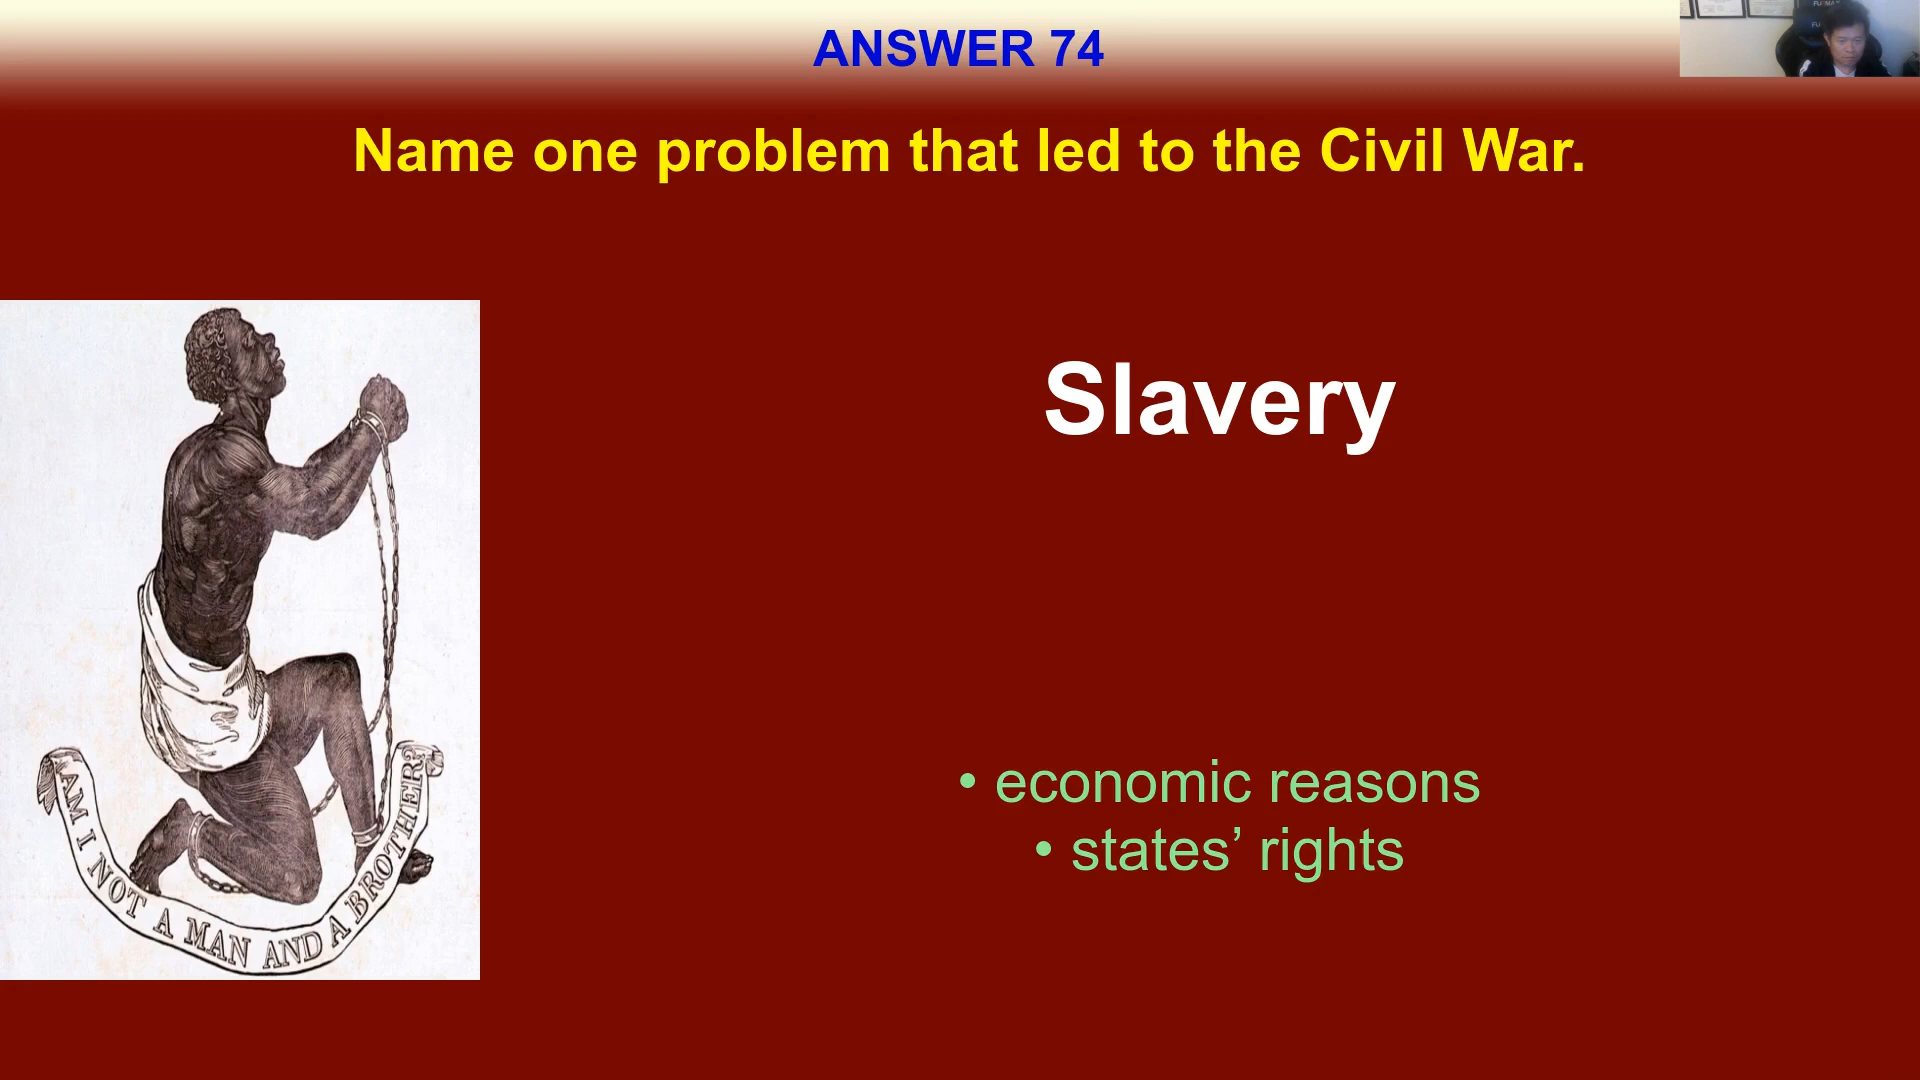 ANSWER 74
Name one problem that led to the Civil War.
Slavery
• economic reasons
• states’ rights
AM I NOT A MAN AND A BROTHER?